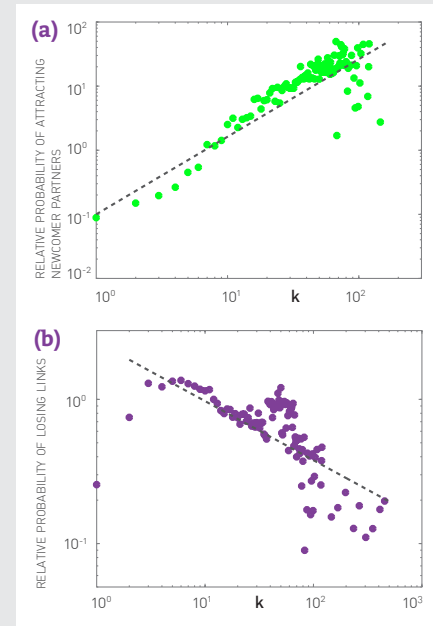 (a)
RELATIVE PROBABILITY OF ATTRACTING
NEWCOMER PARTNERS
10²
10¹
10⁰
10⁻¹
10⁻²
10⁰ 10¹ k 10²
(b)
RELATIVE PROBABILITY OF LOSING LINKS
10⁰
10⁻¹
10⁰ 10¹ k 10² 10³